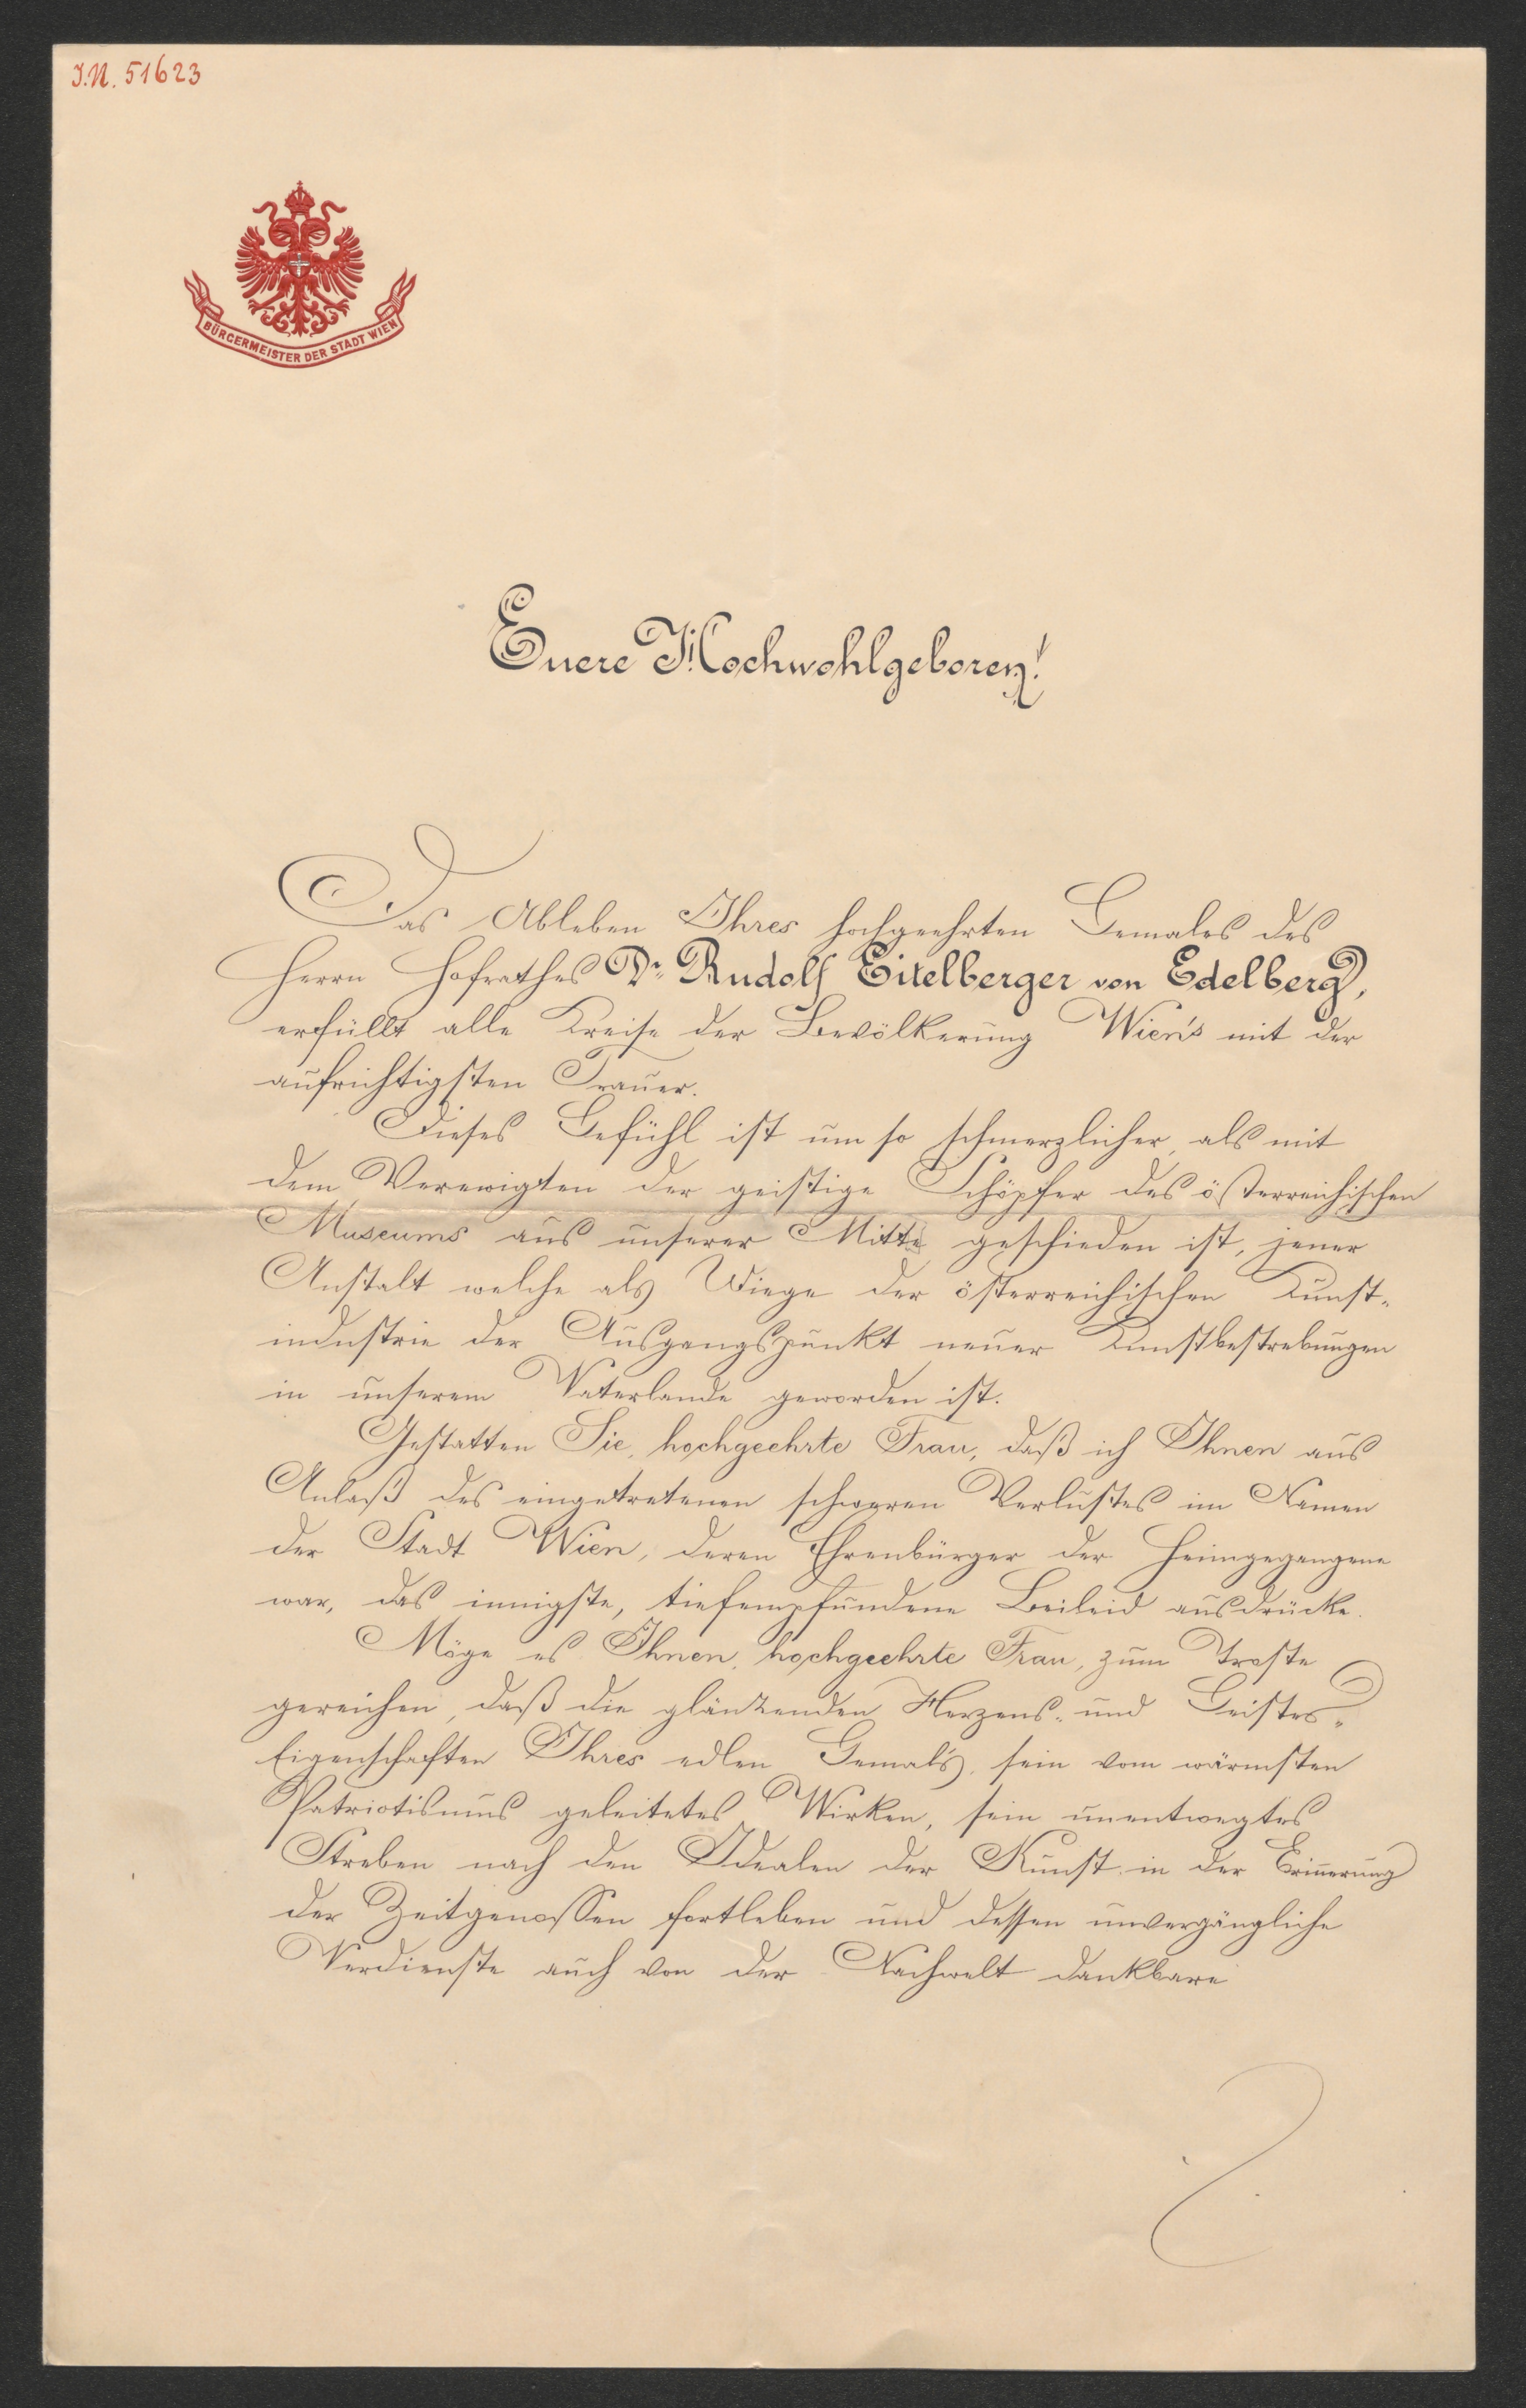 I.N. 51623
BÜRGERMEISTER DER STADT WIEN
Euere Hochwohlgeboren!
Das Ableben Ihres hochgeehrten Gemales des
Herrn Hofrathes Dr. Rudolf Eitelberger von Edelberg,
erfüllt alle Kreise der Bevölkerung Wien's mit der
aufrichtigsten Trauer.
Dieses Gefühl ist um so schmerzlicher, als mit
dem Verewigten der geistige Schöpfer des österreichischen
Museums aus unserer Mitte geschieden ist, jener
Anstalt welche als Wiege der österreichischen Kunst-
industrie der Ausgangspunkt neuer Kunstbestrebungen
in unserem Vaterlande geworden ist.
Gestatten Sie, hochgeehrte Frau, daß ich Ihnen aus
Anlaß des eingetretenen schweren Verlustes im Namen
der Stadt Wien, deren Ehrenbürger der Heimgegangene
war, das innigste, tiefempfundene Beileid ausdrücke.
Möge es Ihnen, hochgeehrte Frau, zum Troste
gereichen, daß die glänzenden Herzens- und Geistes-
Eigenschaften Ihres edlen Gemals, sein vom wärmsten
Patriotismus geleitetes Wirken, sein unentwegtes
Streben nach den Idealen der Kunst in der Erinnerung
der Zeitgenossen fortleben und dessen unvergängliche
Verdienste auch von der Nachwelt dankbare